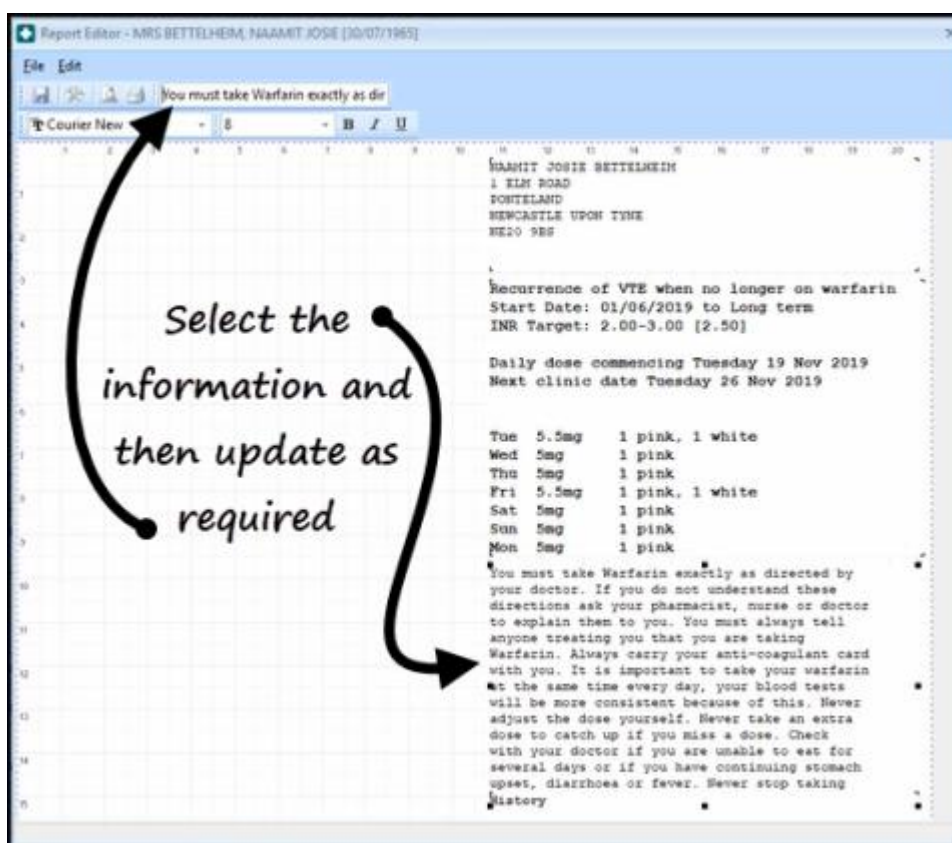 Report Editor - MRS BETTELHEIM, NAAMIT JOSIE [30/07/1965]
File Edit
You must take Warfarin exactly as dir
Courier New 8 B I U
NAAMIT JOSIE BETTELHEIM
1 ELM ROAD
PONTELAND
NEWCASTLE UPON TYNE
NE20 9BS
Recurrence of VTE when no longer on warfarin
Start Date: 01/06/2019 to Long term
INR Target: 2.00-3.00 [2.50]
Daily dose commencing Tuesday 19 Nov 2019
Next clinic date Tuesday 26 Nov 2019
Tue 5.5mg 1 pink, 1 white
Wed 5mg 1 pink
Thu 5mg 1 pink
Fri 5.5mg 1 pink, 1 white
Sat 5mg 1 pink
Sun 5mg 1 pink
Mon 5mg 1 pink
You must take Warfarin exactly as directed by
your doctor. If you do not understand these
directions ask your pharmacist, nurse or doctor
to explain them to you. You must always tell
anyone treating you that you are taking
Warfarin. Always carry your anti-coagulant card
with you. It is important to take your warfarin
at the same time every day, your blood tests
will be more consistent because of this. Never
adjust the dose yourself. Never take an extra
dose to catch up if you miss a dose. Check
with your doctor if you are unable to eat for
several days or if you have continuing stomach
upset, diarrhoea or fever. Never stop taking
History
Select the
information and
then update as
required